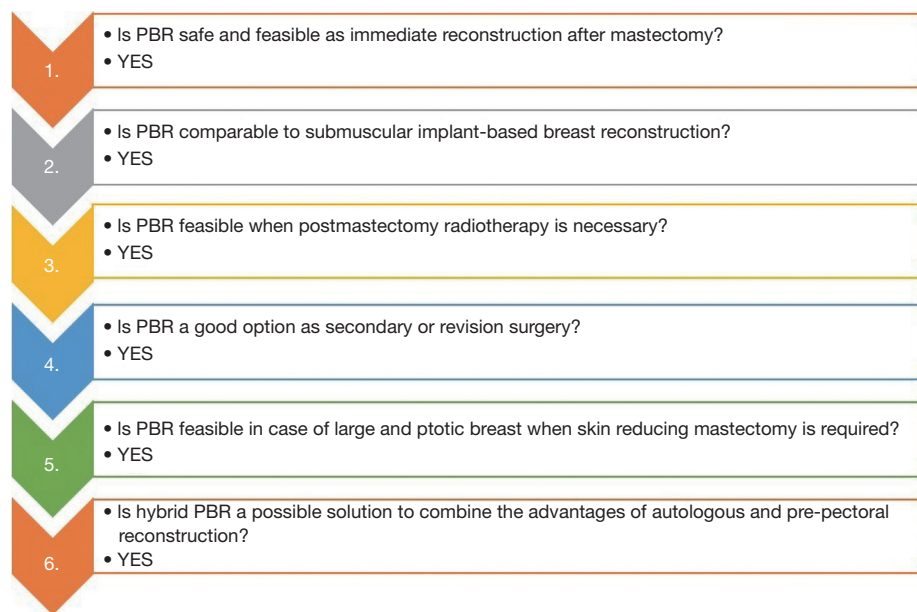 1.
• Is PBR safe and feasible as immediate reconstruction after mastectomy?
• YES
2.
• Is PBR comparable to submuscular implant-based breast reconstruction?
• YES
3.
• Is PBR feasible when postmastectomy radiotherapy is necessary?
• YES
4.
• Is PBR a good option as secondary or revision surgery?
• YES
5.
• Is PBR feasible in case of large and ptotic breast when skin reducing mastectomy is required?
• YES
6.
• Is hybrid PBR a possible solution to combine the advantages of autologous and pre-pectoral
reconstruction?
• YES